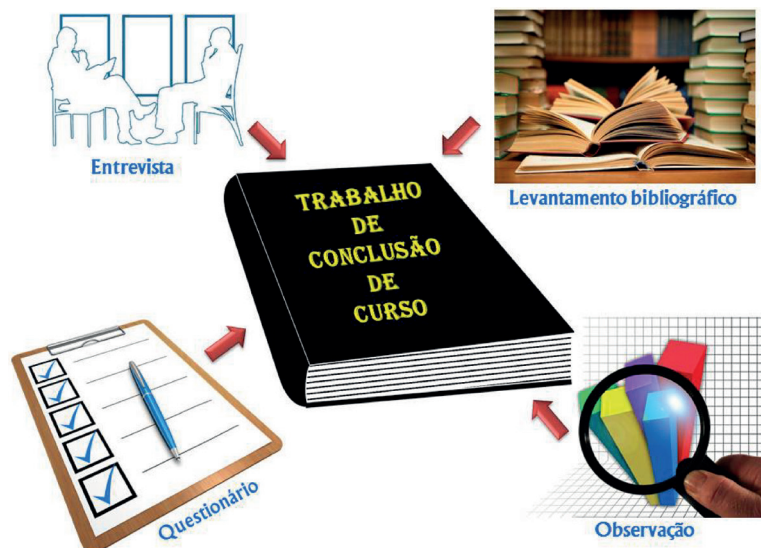 Entrevista
Levantamento bibliográfico
TRABALHO
DE
CONCLUSÃO
DE
CURSO
Questionário
Observação